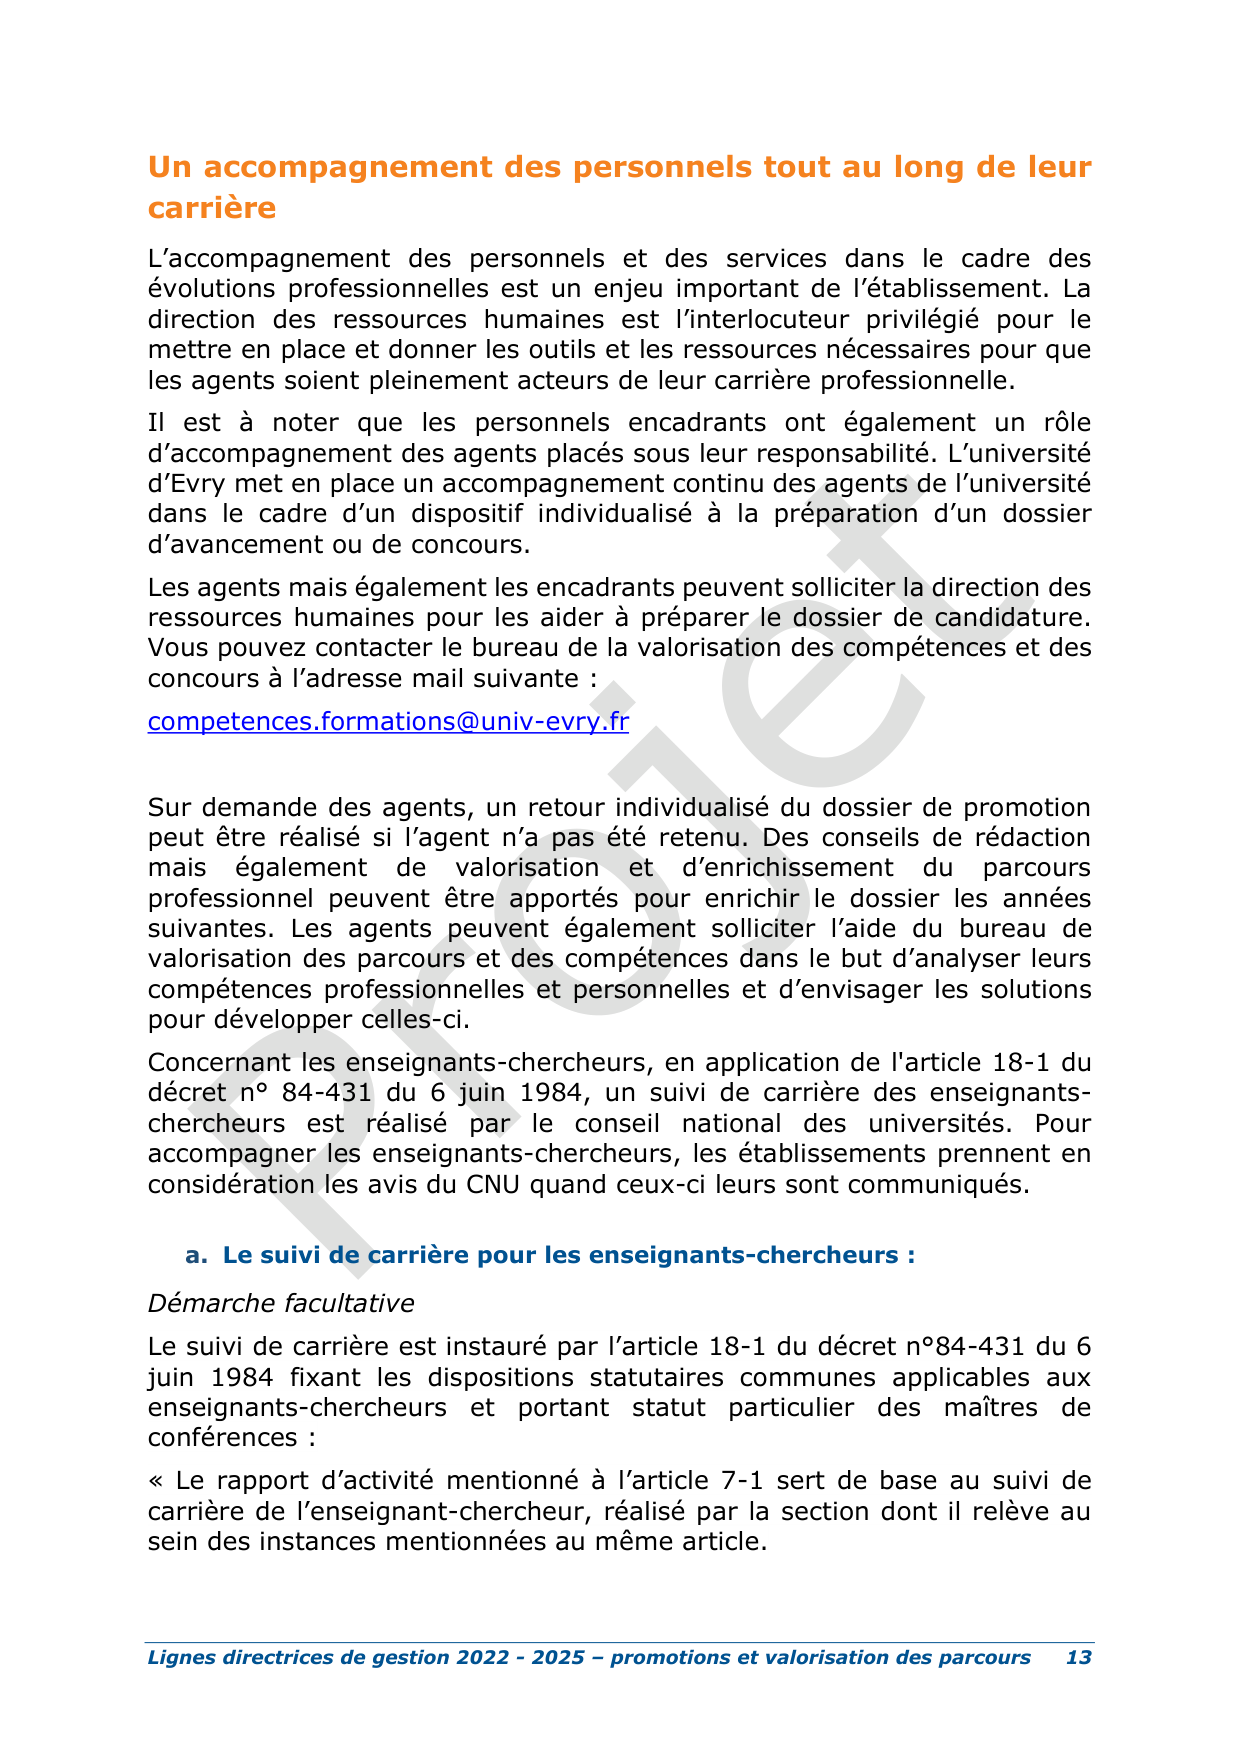 Un accompagnement des personnels tout au long de leur
carrière
L’accompagnement des personnels et des services dans le cadre des
évolutions professionnelles est un enjeu important de l’établissement. La
direction des ressources humaines est l’interlocuteur privilégié pour le
mettre en place et donner les outils et les ressources nécessaires pour que
les agents soient pleinement acteurs de leur carrière professionnelle.
Il est à noter que les personnels encadrants ont également un rôle
d’accompagnement des agents placés sous leur responsabilité. L’université
d’Evry met en place un accompagnement continu des agents de l’université
dans le cadre d’un dispositif individualisé à la préparation d’un dossier
d’avancement ou de concours.
Les agents mais également les encadrants peuvent solliciter la direction des
ressources humaines pour les aider à préparer le dossier de candidature.
Vous pouvez contacter le bureau de la valorisation des compétences et des
concours à l’adresse mail suivante :
competences.formations@univ-evry.fr
Sur demande des agents, un retour individualisé du dossier de promotion
peut être réalisé si l’agent n’a pas été retenu. Des conseils de rédaction
mais également de valorisation et d’enrichissement du parcours
professionnel peuvent être apportés pour enrichir le dossier les années
suivantes. Les agents peuvent également solliciter l’aide du bureau de
valorisation des parcours et des compétences dans le but d’analyser leurs
compétences professionnelles et personnelles et d’envisager les solutions
pour développer celles-ci.
Concernant les enseignants-chercheurs, en application de l'article 18-1 du
décret n° 84-431 du 6 juin 1984, un suivi de carrière des enseignants-
chercheurs est réalisé par le conseil national des universités. Pour
accompagner les enseignants-chercheurs, les établissements prennent en
considération les avis du CNU quand ceux-ci leurs sont communiqués.
a. Le suivi de carrière pour les enseignants-chercheurs :
Démarche facultative
Le suivi de carrière est instauré par l’article 18-1 du décret n°84-431 du 6
juin 1984 fixant les dispositions statutaires communes applicables aux
enseignants-chercheurs et portant statut particulier des maîtres de
conférences :
« Le rapport d’activité mentionné à l’article 7-1 sert de base au suivi de
carrière de l’enseignant-chercheur, réalisé par la section dont il relève au
sein des instances mentionnées au même article.
Projet
Lignes directrices de gestion 2022 - 2025 – promotions et valorisation des parcours 13